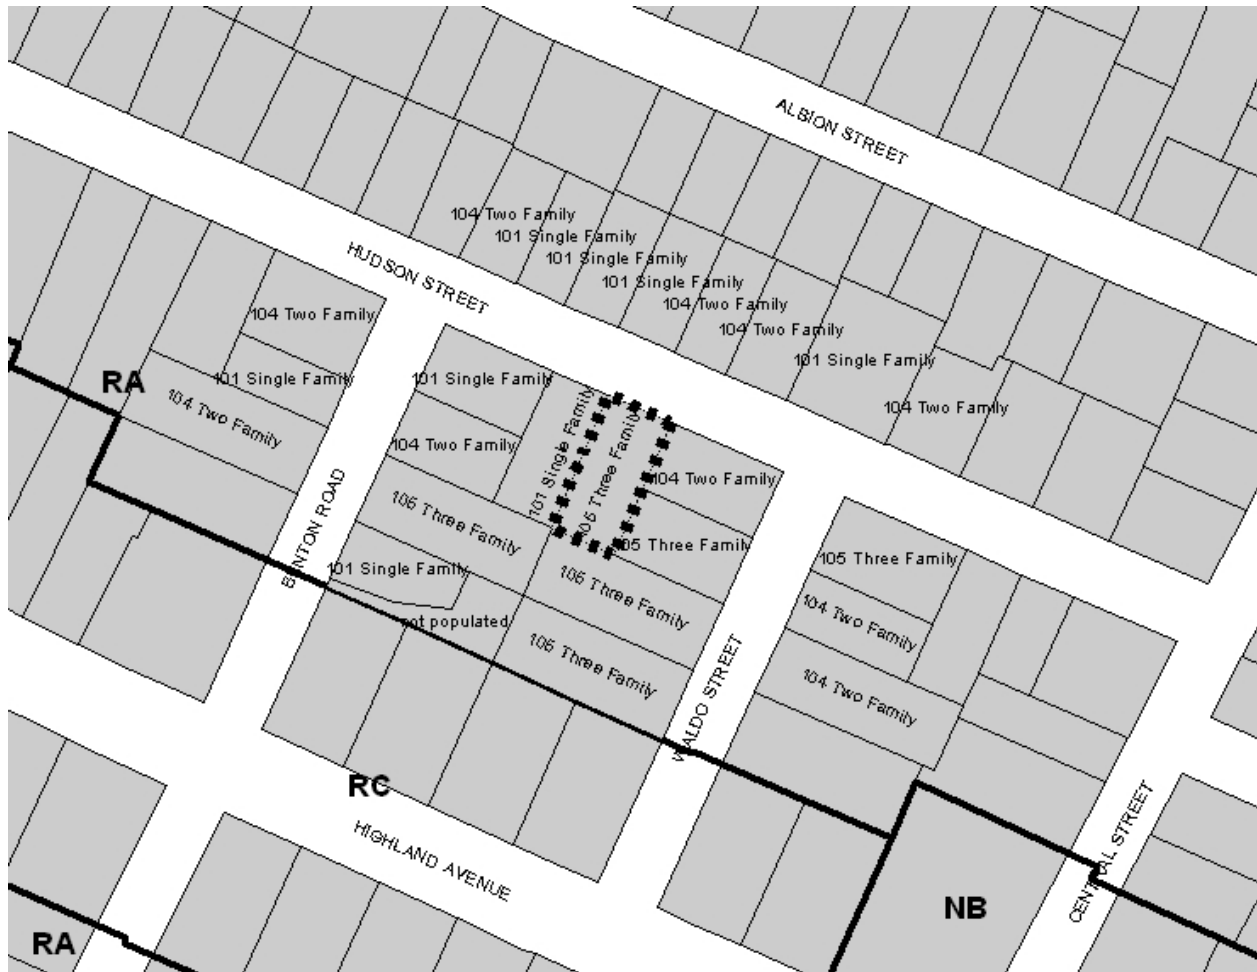 ALBION STREET
104 Two Family
101 Single Family
101 Single Family
101 Single Family
104 Two Family
104 Two Family
101 Single Family
104 Two Family
HUDSON STREET
104 Two Family
101 Single Family
104 Two Family
RA
101 Single Family
104 Two Family
101 Single Family
105 Three Family
104 Two Family
105 Three Family
105 Three Family
101 Single Family
not populated
105 Three Family
105 Three Family
BENTON ROAD
105 Three Family
104 Two Family
104 Two Family
WALDO STREET
RC
HIGHLAND AVENUE
CENTRAL STREET
NB
RA